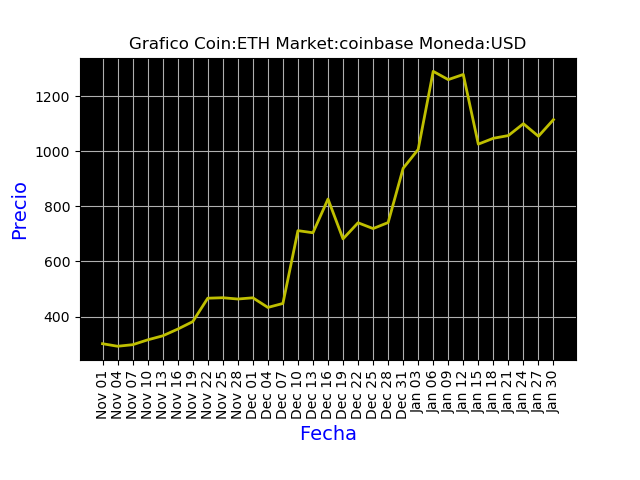 Grafico Coin:ETH Market:coinbase Moneda:USD
1200
1000
800
600
400
Precio
Nov 01
Nov 04
Nov 07
Nov 10
Nov 13
Nov 16
Nov 19
Nov 22
Nov 25
Nov 28
Dec 01
Dec 04
Dec 07
Dec 10
Dec 13
Dec 16
Dec 19
Dec 22
Dec 25
Dec 28
Dec 31
Jan 03
Jan 06
Jan 09
Jan 12
Jan 15
Jan 18
Jan 21
Jan 24
Jan 27
Jan 30
Fecha